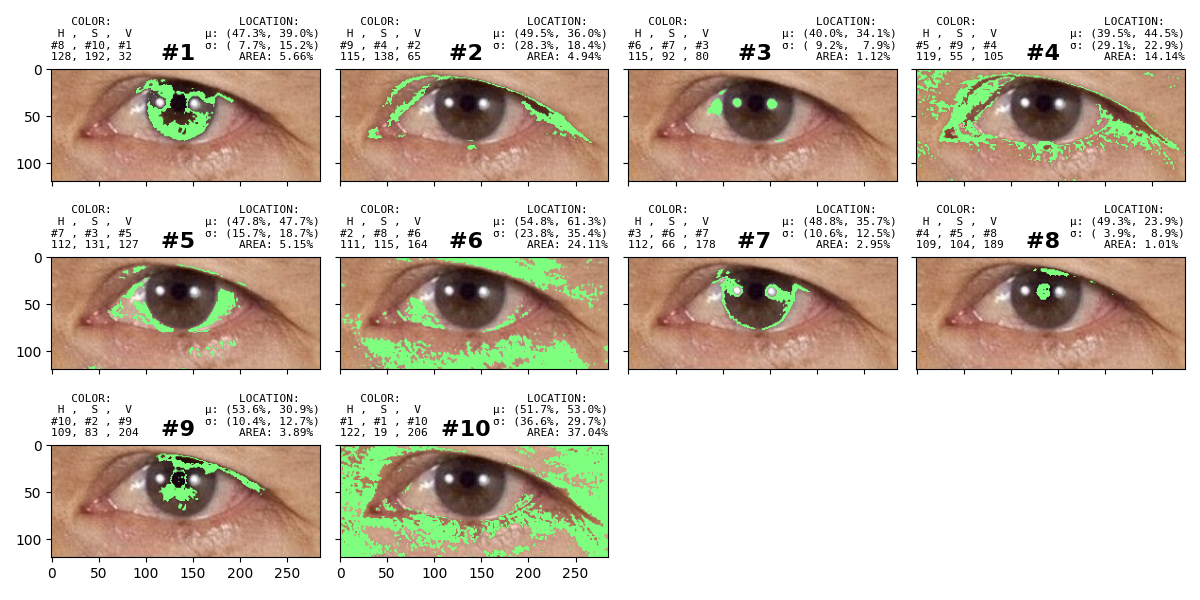 COLOR: LOCATION:
H , S , V μ: (47.3%, 39.0%)
#8 , #10, #1 #1 σ: ( 7.7%, 15.2%)
128, 192, 32 AREA: 5.66%
COLOR: LOCATION:
H , S , V μ: (49.5%, 36.0%)
#9 , #4 , #2 #2 σ: (28.3%, 18.4%)
115, 138, 65 AREA: 4.94%
COLOR: LOCATION:
H , S , V μ: (40.0%, 34.1%)
#6 , #7 , #3 #3 σ: ( 9.2%, 7.9%)
115, 92 , 80 AREA: 1.12%
COLOR: LOCATION:
H , S , V μ: (39.5%, 44.5%)
#5 , #9 , #4 #4 σ: (29.1%, 22.9%)
119, 55 , 105 AREA: 14.14%
0
50
100
COLOR: LOCATION:
H , S , V μ: (47.8%, 47.7%)
#7 , #3 , #5 #5 σ: (15.7%, 18.7%)
112, 131, 127 AREA: 5.15%
COLOR: LOCATION:
H , S , V μ: (54.8%, 61.3%)
#2 , #8 , #6 #6 σ: (23.8%, 35.4%)
111, 115, 164 AREA: 24.11%
COLOR: LOCATION:
H , S , V μ: (48.8%, 35.7%)
#3 , #6 , #7 #7 σ: (10.6%, 12.5%)
112, 66 , 178 AREA: 2.95%
COLOR: LOCATION:
H , S , V μ: (49.3%, 23.9%)
#4 , #5 , #8 #8 σ: ( 3.9%, 8.9%)
109, 104, 189 AREA: 1.01%
0
50
100
COLOR: LOCATION:
H , S , V μ: (53.6%, 30.9%)
#10, #2 , #9 #9 σ: (10.4%, 12.7%)
109, 83 , 204 AREA: 3.89%
COLOR: LOCATION:
H , S , V μ: (51.7%, 53.0%)
#1 , #1 , #10 #10 σ: (36.6%, 29.7%)
122, 19 , 206 AREA: 37.04%
0
50
100
0 50 100 150 200 250
0 50 100 150 200 250